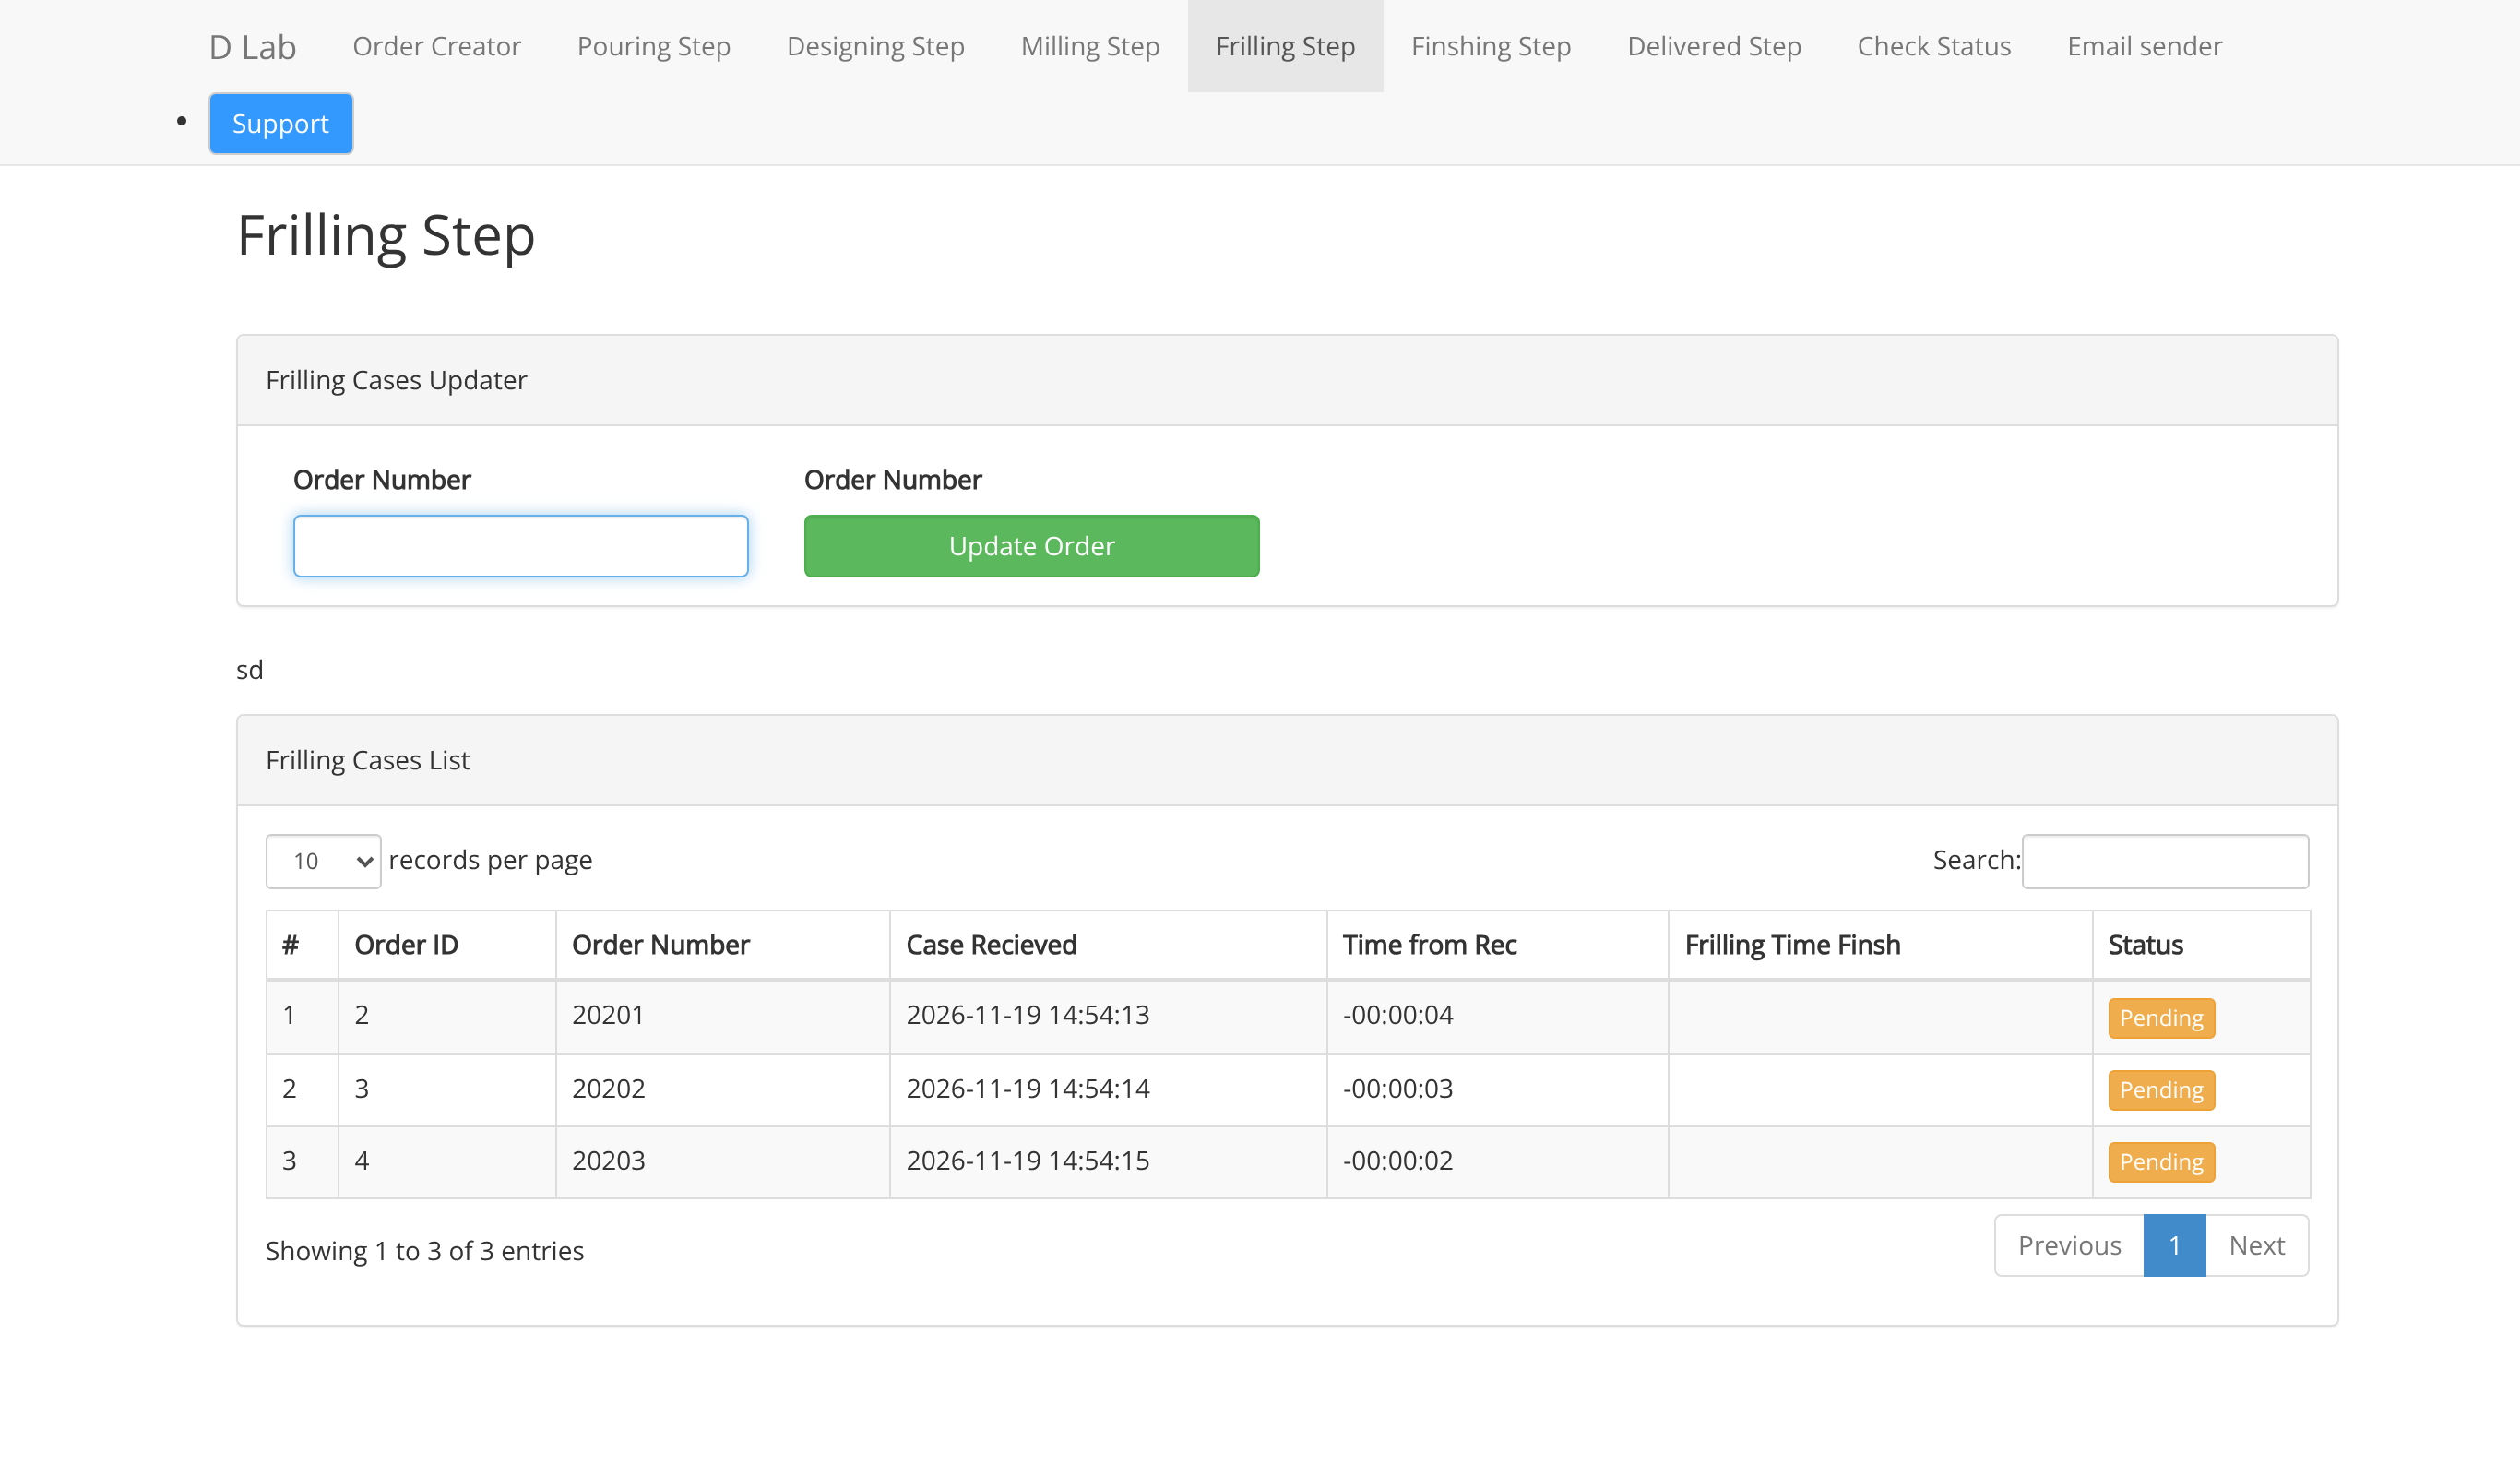 D Lab Order Creator Pouring Step Designing Step Milling Step Frilling Step Finshing Step Delivered Step Check Status Email sender
• Support
Frilling Step
Frilling Cases Updater
Order Number Order Number
Update Order
sd
Frilling Cases List
10 records per page Search:
# Order ID Order Number Case Recieved Time from Rec Frilling Time Finsh Status
1 2 20201 2026-11-19 14:54:13 -00:00:04 Pending
2 3 20202 2026-11-19 14:54:14 -00:00:03 Pending
3 4 20203 2026-11-19 14:54:15 -00:00:02 Pending
Showing 1 to 3 of 3 entries Previous 1 Next